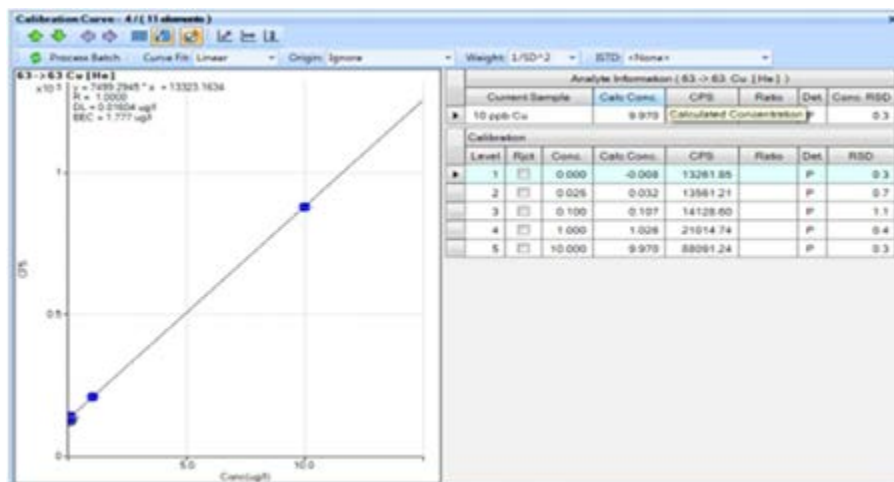 Calibration Curve - 4 / ( 11 elements )
Process Batch Curve Fit: Linear Origin: Ignore Weight: 1/SD^2 ISTD: <None>
63 -> 63 Cu [He]
y = 7499.2945 * x + 13323.1634
R = 1.0000
DL = 0.01604 ug/l
BEC = 1.777 ug/l
1
0.5
0
5.0 10.0
Conc(ug/l)
CPS
Analyte Information ( 63 -> 63 Cu [He] )
Current Sample Calc Conc. CPS Ratio Det. Conc. RSD
10 ppb Cu 9.970 Calculated Concentration P 0.3
Calibration
Level Rjct Conc. Calc Conc. CPS Ratio Det. RSD
1 0.000 -0.008 13261.85 P 0.3
2 0.025 0.032 13561.21 P 0.7
3 0.100 0.107 14128.60 P 1.1
4 1.000 1.026 21014.74 P 0.4
5 10.000 9.970 88091.24 P 0.3